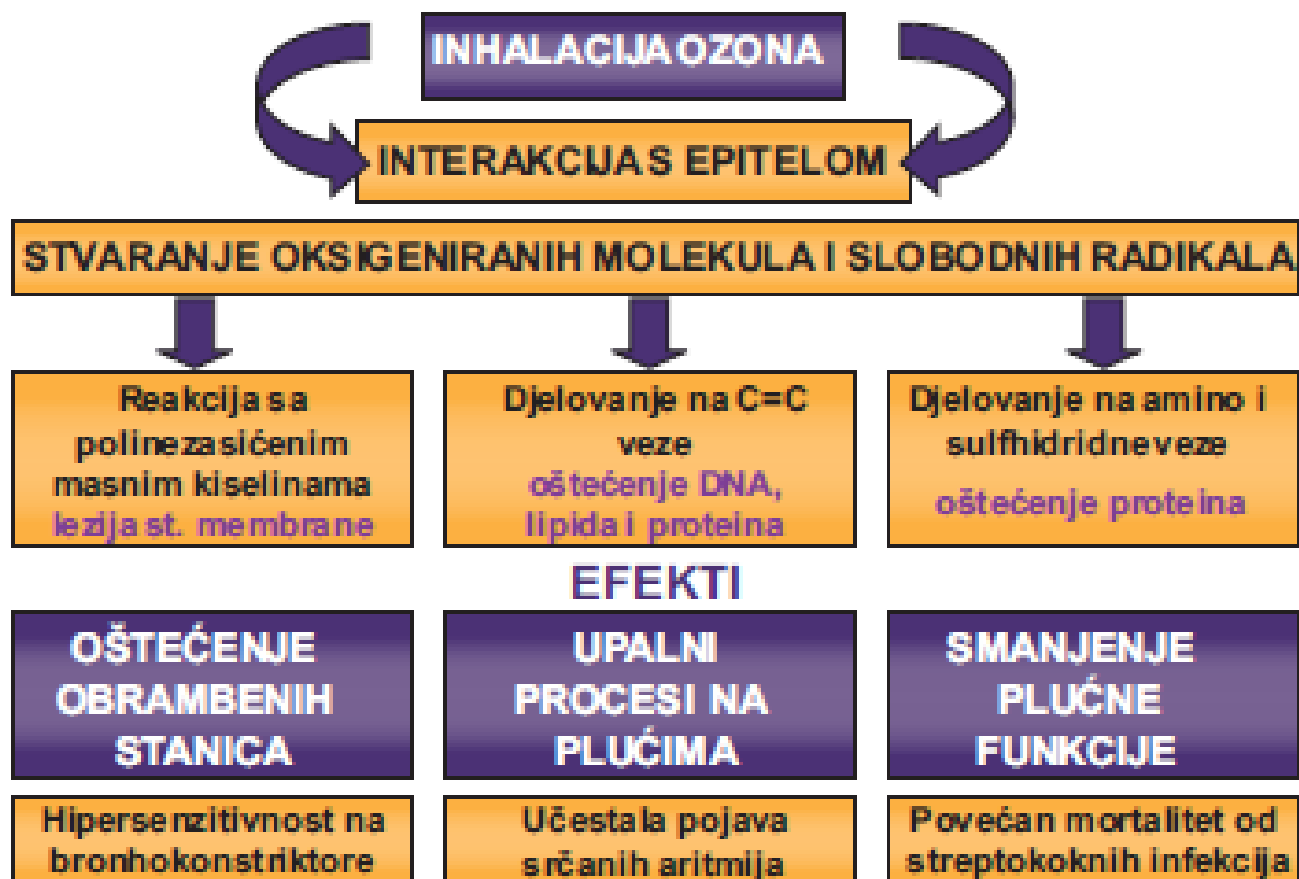 INHALACIJA OZONA
INTERAKCIJA S EPITELOM
STVARANJE OKSIGENIRANIH MOLEKULA I SLOBODNIH RADIKALA
Reakcija sa
polinezasićenim
masnim kiselinama
lezija st. membrane
Djelovanje na C=C
veze
oštećenje DNA,
lipida i proteina
Djelovanje na amino i
sulfhidridne veze
oštećenje proteina
EFEKTI
OŠTEĆENJE
OBRAMBENIH
STANICA
UPALNI
PROCESI NA
PLUĆIMA
SMANJENJE
PLUĆNE
FUNKCIJE
Hipersenzitivnost na
bronhokonstriktore
Učestala pojava
srčanih aritmija
Povećan mortalitet od
streptokoknih infekcija